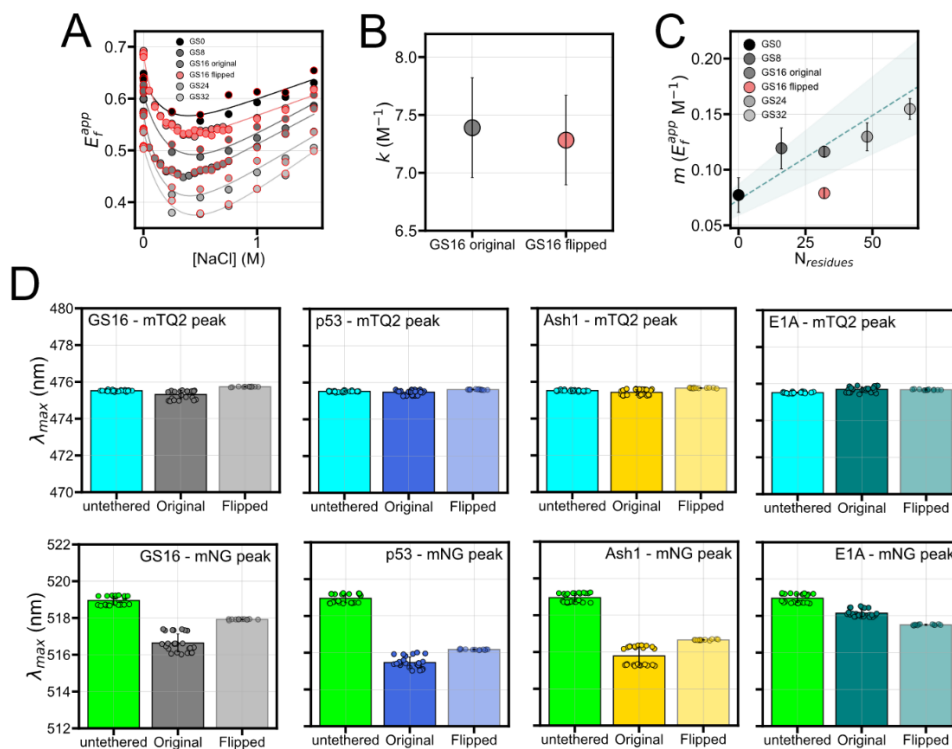 A
0.7
0.6
0.5
0.4
E_f^app
0
1
[NaCl] (M)
GS0
GS8
GS16 original
GS16 flipped
GS24
GS32
B
8.0
7.5
7.0
6.5
k (M⁻¹)
GS16 original
GS16 flipped
C
0.20
0.15
0.10
0.05
m (E_f^app M⁻¹)
0
20
40
60
N_residues
GS0
GS8
GS16 original
GS16 flipped
GS24
GS32
D
480
478
476
474
472
470
λ_max (nm)
GS16 - mTQ2 peak
untethered
Original
Flipped
p53 - mTQ2 peak
untethered
Original
Flipped
Ash1 - mTQ2 peak
untethered
Original
Flipped
E1A - mTQ2 peak
untethered
Original
Flipped
522
520
518
516
514
512
λ_max (nm)
GS16 - mNG peak
untethered
Original
Flipped
p53 - mNG peak
untethered
Original
Flipped
Ash1 - mNG peak
untethered
Original
Flipped
E1A - mNG peak
untethered
Original
Flipped